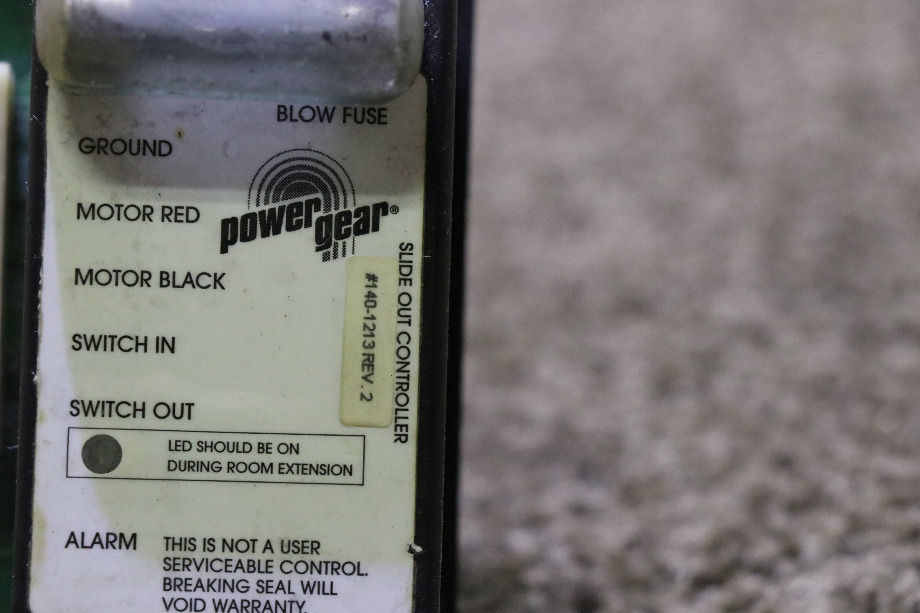 BLOW FUSE
GROUND
MOTOR RED
power gear®
MOTOR BLACK
SLIDE OUT CONTROLLER
#140-1213 REV. 2
SWITCH IN
SWITCH OUT
LED SHOULD BE ON
DURING ROOM EXTENSION
ALARM
THIS IS NOT A USER
SERVICEABLE CONTROL.
BREAKING SEAL WILL
VOID WARRANTY.